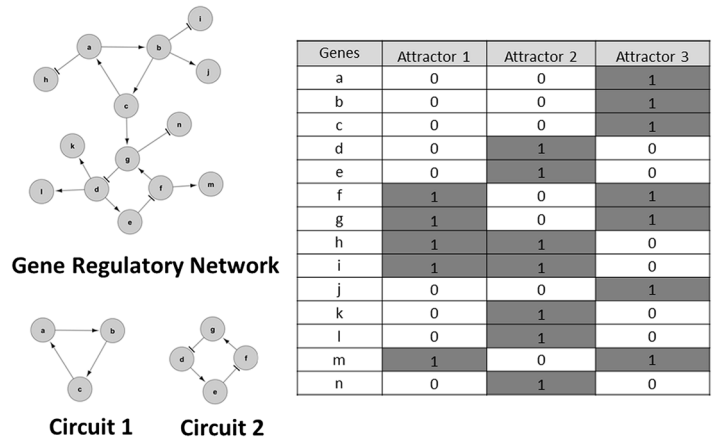 i
a
b
h
j
c
n
k
g
l
d
f
m
e
Gene Regulatory Network
a
b
c
g
d
f
e
Circuit 1
Circuit 2
Genes Attractor 1 Attractor 2 Attractor 3
a 0 0 1
b 0 0 1
c 0 0 1
d 0 1 0
e 0 1 0
f 1 0 1
g 1 0 1
h 1 1 0
i 1 1 0
j 0 0 1
k 0 1 0
l 0 1 0
m 1 0 1
n 0 1 0